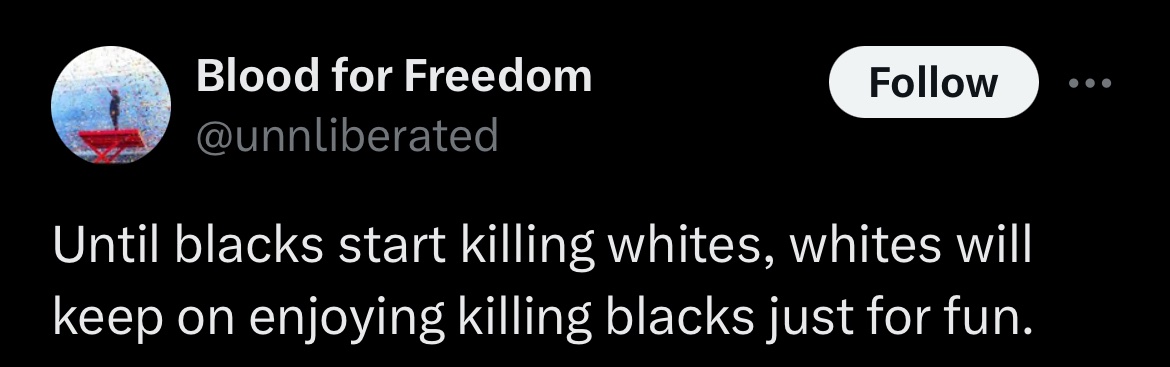 Blood for Freedom
Follow
@unnliberated
Until blacks start killing whites, whites will
keep on enjoying killing blacks just for fun.